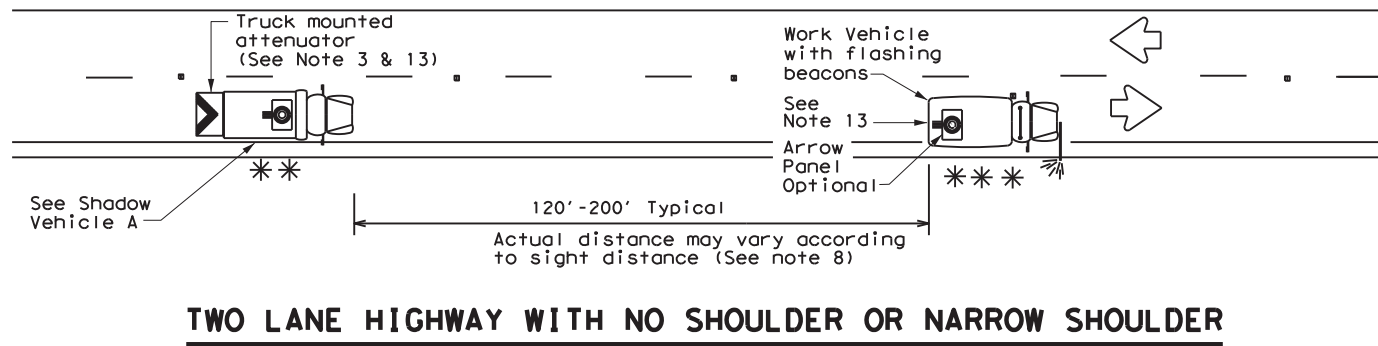 Truck mounted
attenuator
(See Note 3 & 13)
Work Vehicle
with flashing
beacons
See
Note 13
Arrow
Panel
Optional
See Shadow
Vehicle A
120'-200' Typical
Actual distance may vary according
to sight distance (See note 8)
TWO LANE HIGHWAY WITH NO SHOULDER OR NARROW SHOULDER